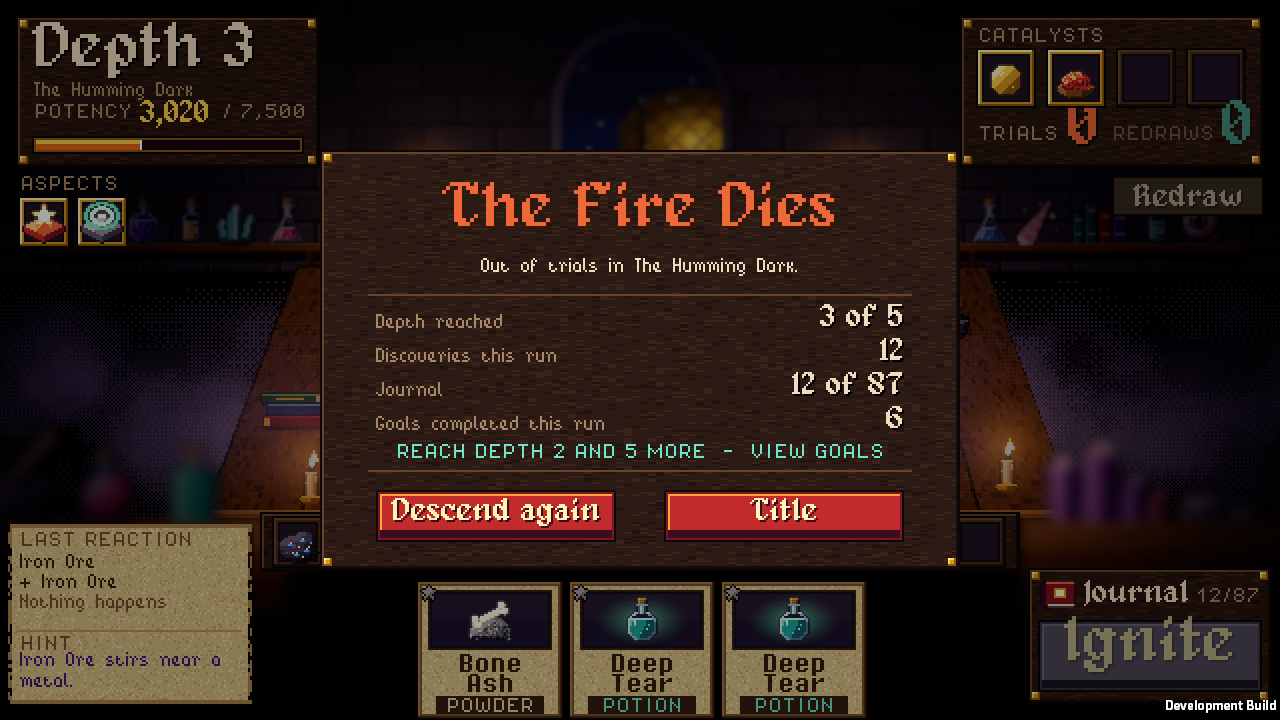 Depth 3
The Humming Dark
POTENCY 3,020 / 7,500
ASPECTS
CATALYSTS
TRIALS 0 REDRAWS 0
Redraw
The Fire Dies
Out of trials in The Humming Dark.
Depth reached 3 of 5
Discoveries this run 12
Journal 12 of 87
Goals completed this run 6
REACH DEPTH 2 AND 5 MORE - VIEW GOALS
Descend again
Title
LAST REACTION
Iron Ore
+ Iron Ore
Nothing happens
HINT
Iron Ore stirs near a
metal.
Bone
Ash
POWDER
Deep
Tear
POTION
Deep
Tear
POTION
Journal 12/87
Ignite
Development Build